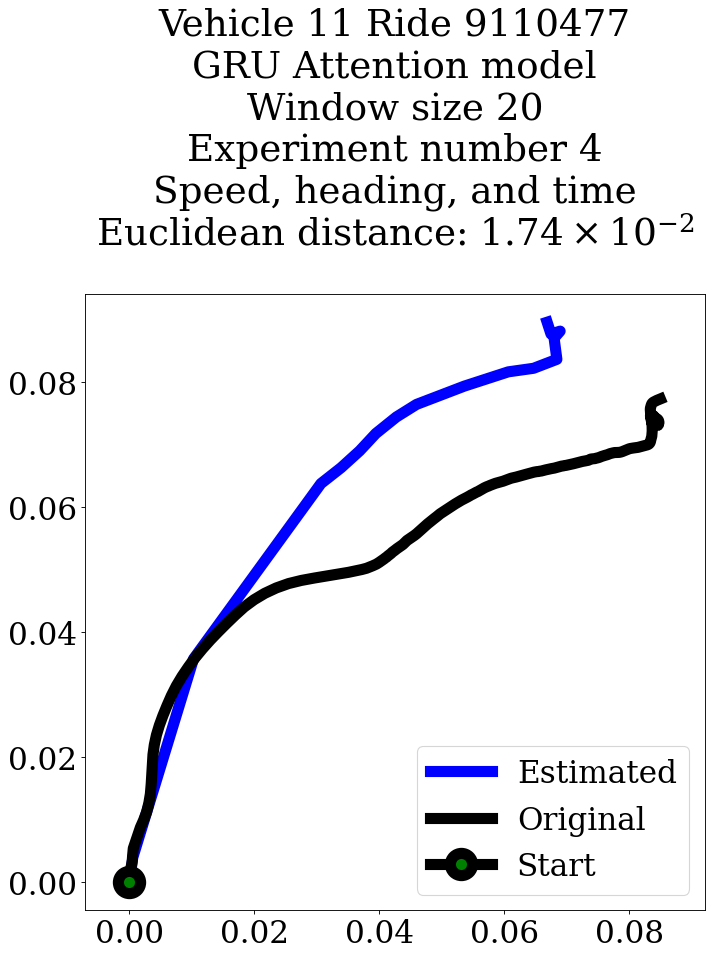 Vehicle 11 Ride 9110477
GRU Attention model
Window size 20
Experiment number 4
Speed, heading, and time
Euclidean distance: 1.74 × 10⁻²
0.08
0.06
0.04
0.02
0.00
Estimated
Original
Start
0.00 0.02 0.04 0.06 0.08